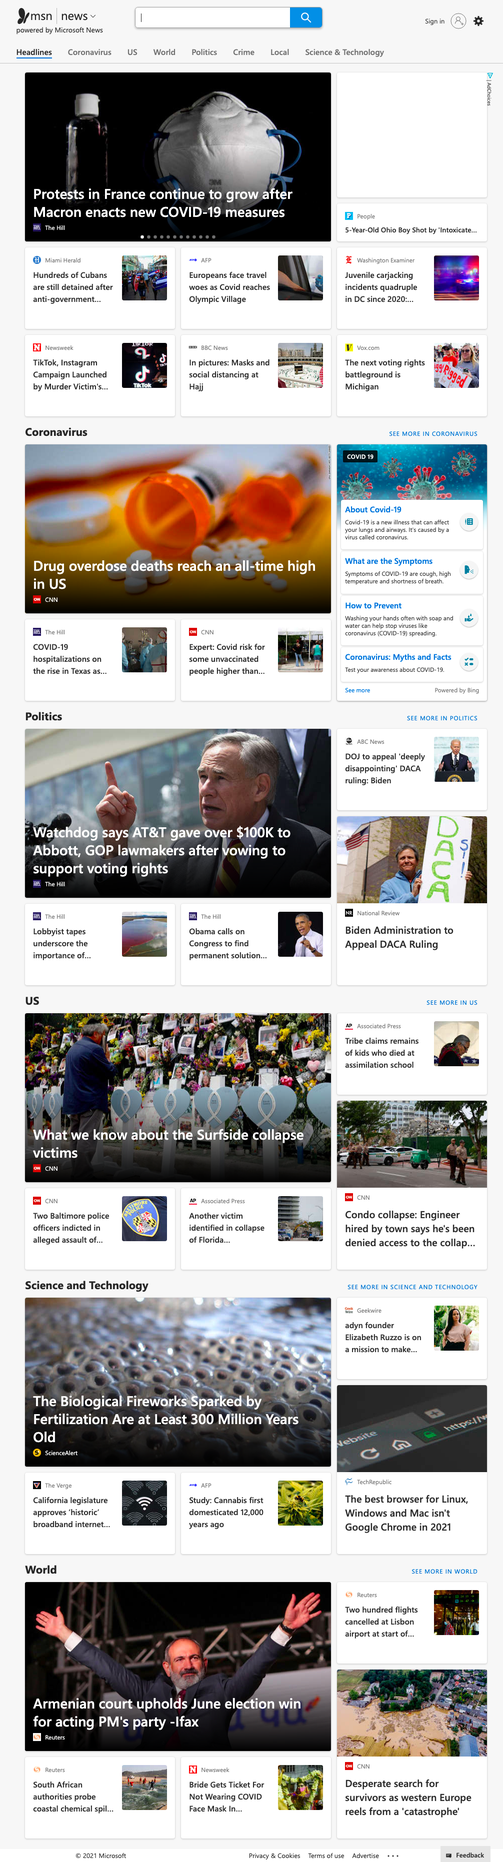 msn news
powered by Microsoft News
Sign in
Headlines Coronavirus US World Politics Crime Local Science & Technology
Protests in France continue to grow after
Macron enacts new COVID-19 measures
The Hill
AdChoices
People
5-Year-Old Ohio Boy Shot by 'Intoxicate...
Miami Herald
Hundreds of Cubans
are still detained after
anti-government...
AFP
Europeans face travel
woes as Covid reaches
Olympic Village
Washington Examiner
Juvenile carjacking
incidents quadruple
in DC since 2020:...
Newsweek
TikTok, Instagram
Campaign Launched
by Murder Victim's...
TikTok
BBC News
In pictures: Masks and
social distancing at
Hajj
Vox.com
The next voting rights
battleground is
Michigan
Coronavirus
SEE MORE IN CORONAVIRUS
Drug overdose deaths reach an all-time high
in US
CNN
COVID 19
About Covid-19
Covid-19 is a new illness that can affect
your lungs and airways. It's caused by a
virus called coronavirus.
What are the Symptoms
Symptoms of COVID-19 are cough, high
temperature and shortness of breath.
How to Prevent
Washing your hands often with soap and
water can help stop viruses like
coronavirus (COVID-19) spreading.
Coronavirus: Myths and Facts
Test your awareness about COVID-19.
See more
Powered by Bing
The Hill
COVID-19
hospitalizations on
the rise in Texas as...
CNN
Expert: Covid risk for
some unvaccinated
people higher than...
Politics
SEE MORE IN POLITICS
Watchdog says AT&T gave over $100K to
Abbott, GOP lawmakers after vowing to
support voting rights
The Hill
ABC News
DOJ to appeal 'deeply
disappointing' DACA
ruling: Biden
DACA
National Review
Biden Administration to
Appeal DACA Ruling
The Hill
Lobbyist tapes
underscore the
importance of...
The Hill
Obama calls on
Congress to find
permanent solution...
US
SEE MORE IN US
What we know about the Surfside collapse
victims
CNN
Associated Press
Tribe claims remains
of kids who died at
assimilation school
CNN
Condo collapse: Engineer
hired by town says he's been
denied access to the collap...
CNN
Two Baltimore police
officers indicted in
alleged assault of...
Associated Press
Another victim
identified in collapse
of Florida...
Science and Technology
SEE MORE IN SCIENCE AND TECHNOLOGY
The Biological Fireworks Sparked by
Fertilization Are at Least 300 Million Years
Old
ScienceAlert
Geekwire
adyn founder
Elizabeth Ruzzo is on
a mission to make...
TechRepublic
The best browser for Linux,
Windows and Mac isn't
Google Chrome in 2021
The Verge
California legislature
approves 'historic'
broadband internet...
AFP
Study: Cannabis first
domesticated 12,000
years ago
World
SEE MORE IN WORLD
Armenian court upholds June election win
for acting PM's party -Ifax
Reuters
Reuters
Two hundred flights
cancelled at Lisbon
airport at start of...
CNN
Desperate search for
survivors as western Europe
reels from a 'catastrophe'
Reuters
South African
authorities probe
coastal chemical spil...
Newsweek
Bride Gets Ticket For
Not Wearing COVID
Face Mask In...
© 2021 Microsoft
Privacy & Cookies Terms of use Advertise ...
Feedback